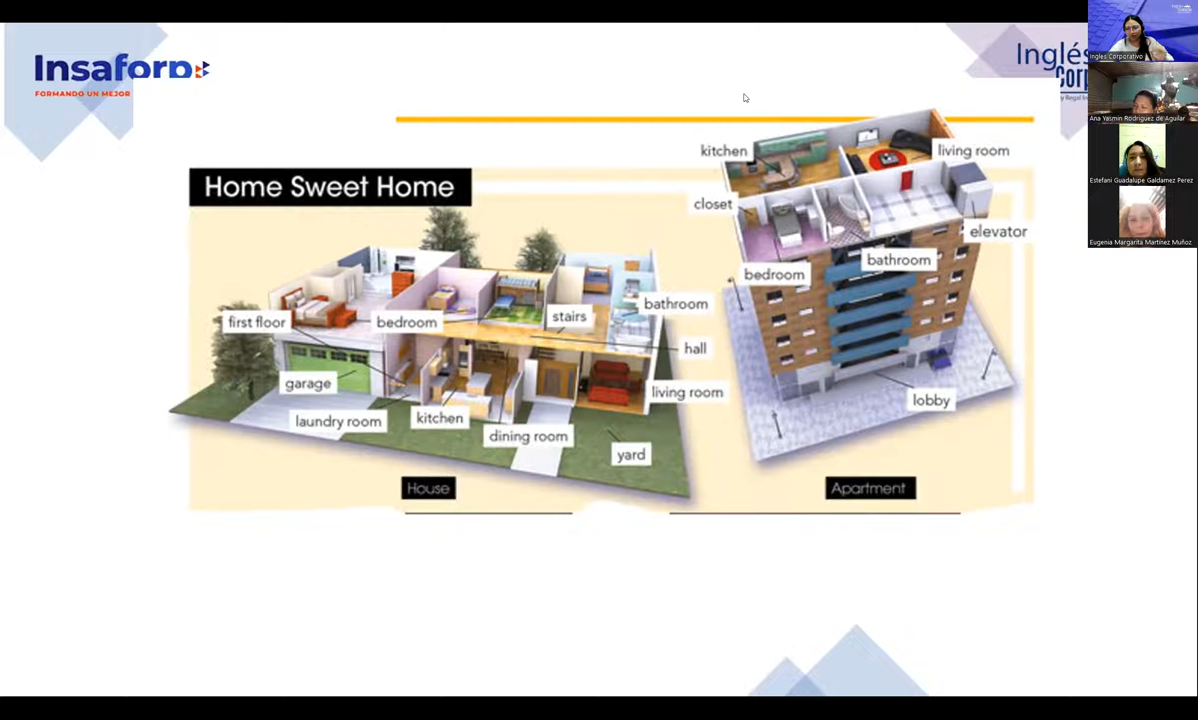 Insaforp
FORMANDO UN MEJOR
Inglés
Corp
Home Sweet Home
kitchen
living room
closet
elevator
bedroom
bathroom
lobby
Apartment
first floor
bedroom
stairs
bathroom
hall
garage
living room
laundry room
kitchen
dining room
yard
House
Ingles Corporativo
Ana Yasmin Rodriguez de Aguilar
Estefani Guadalupe Galdamez Perez
Eugenia Margarita Martinez Muñoz